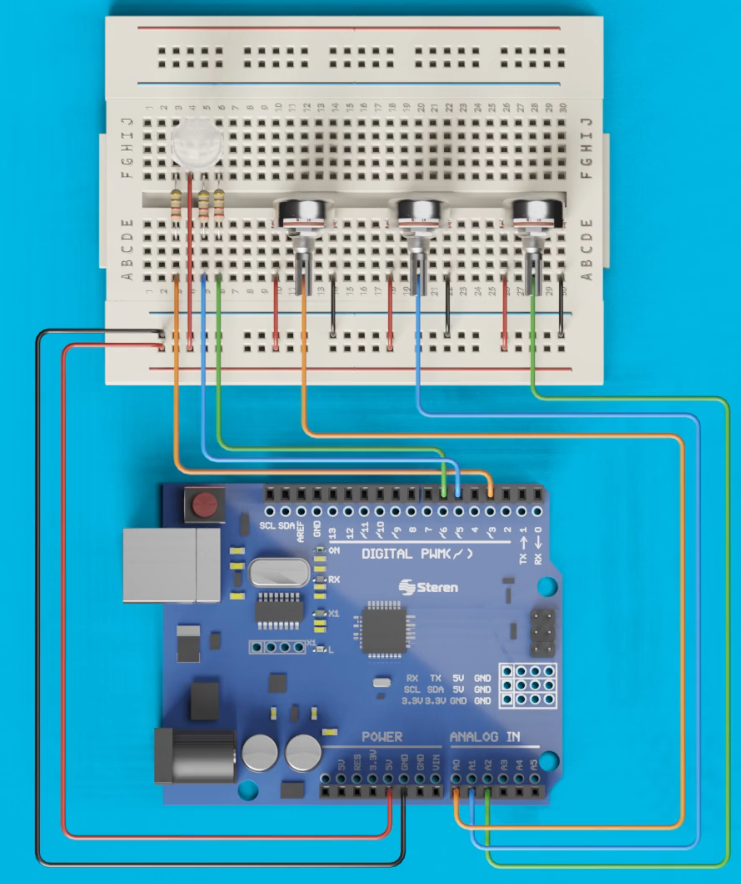 1 2 3 4 5 6 7 8 9 10 11 12 13 14 15 16 17 18 19 20 21 22 23 24 25 26 27 28 29 30
F G H I J
F G H I J
A B C D E
A B C D E
SCL SDA AREF GND 13 12 ~11 ~10 ~9 8 7 ~6 ~5 4 ~3 2 TX→1 RX←0
ON
DIGITAL PWM(~)
RX
Steren
X1
X1
L
RX TX 5V GND
SCL SDA 5V GND
3.3V 3.3V GND GND
POWER
ANALOG IN
5V RES 3.3V 5V GND GND VIN A0 A1 A2 A3 A4 A5